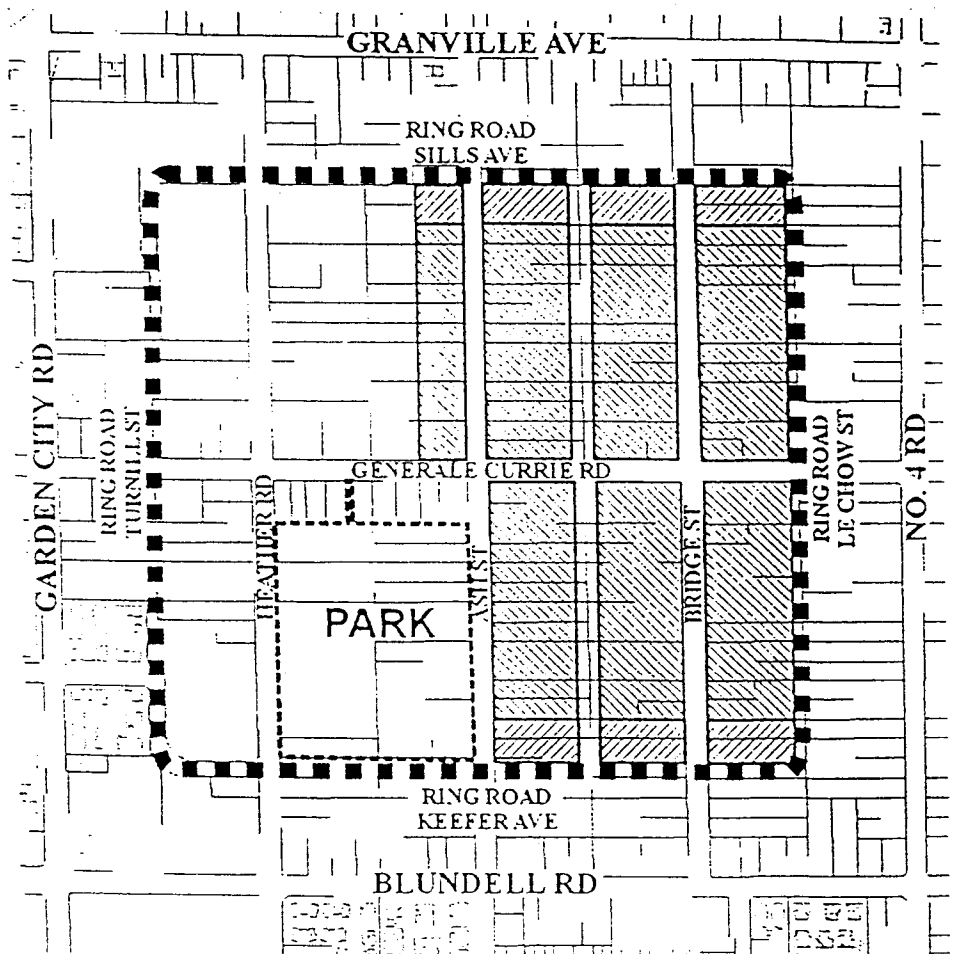 GRANVILLE AVE
RING ROAD
SILLS AVE
GARDEN CITY RD
RING ROAD
TURNILL ST
GENERALE CURRIE RD
HEATHER RD
PARK
ASH ST
BRIDGE ST
RING ROAD
LE CHOW ST
NO. 4 RD
RING ROAD
KEEFER AVE
BLUNDELL RD